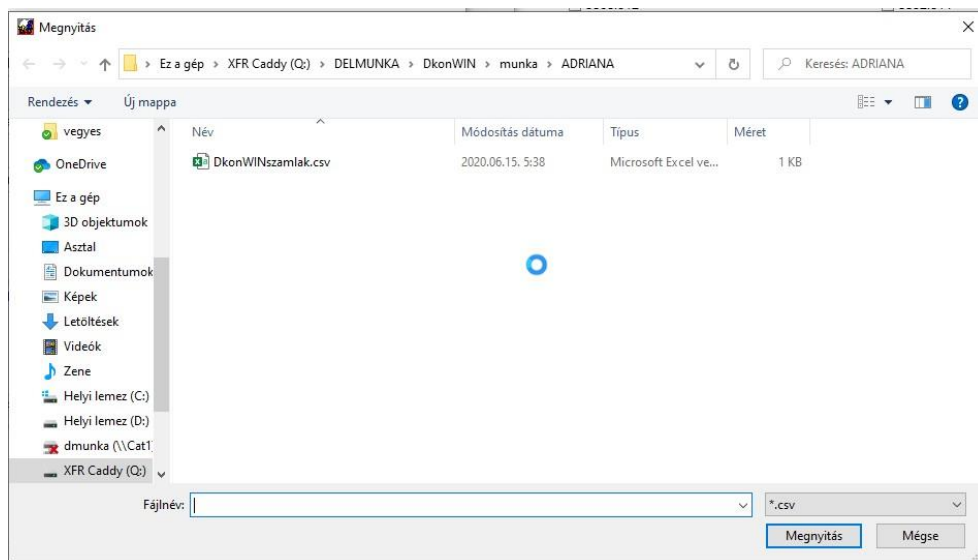 Megnyitás
Ez a gép › XFR Caddy (Q:) › DELMUNKA › DkonWIN › munka › ADRIANA
Keresés: ADRIANA
Rendezés
Új mappa
vegyes
OneDrive
Ez a gép
3D objektumok
Asztal
Dokumentumok
Képek
Letöltések
Videók
Zene
Helyi lemez (C:)
Helyi lemez (D:)
dmunka (\\Cat1
XFR Caddy (Q:)
Név Módosítás dátuma Típus Méret
DkonWINszamlak.csv 2020.06.15. 5:38 Microsoft Excel ve... 1 KB
Fájlnév:
*.csv
Megnyitás Mégse